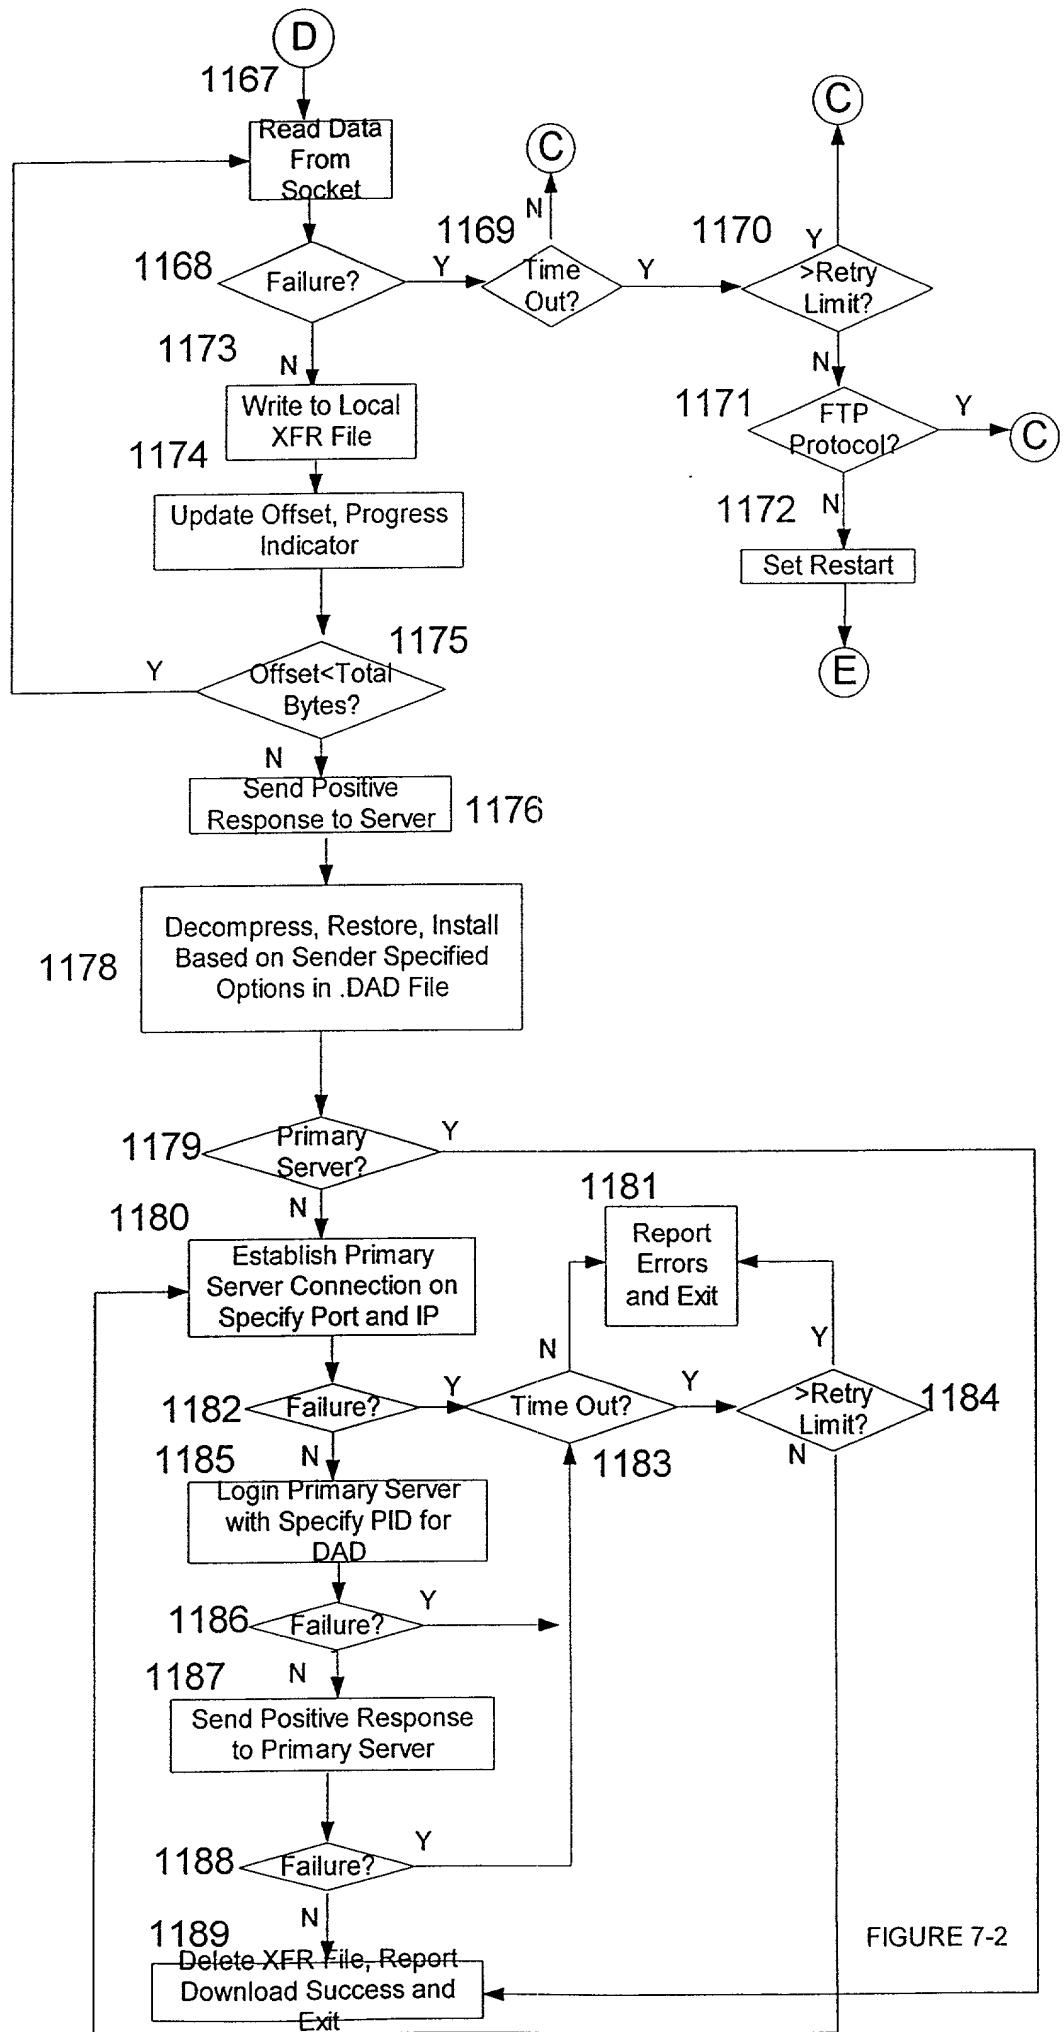 D
1167
C
Read Data
From
Socket
C
N
1169
1170
Y
1168
Failure?
Y
Time
Out?
Y
>Retry
Limit?
1173
N
N
Write to Local
XFR File
1171
FTP
Protocol?
Y
C
1174
Update Offset, Progress
Indicator
1172
N
Set Restart
1175
Y
Offset<Total
Bytes?
E
N
Send Positive
Response to Server
1176
Decompress, Restore, Install
Based on Sender Specified
Options in .DAD File
1178
1179
Primary
Server?
Y
N
1180
1181
Report
Errors
and Exit
Establish Primary
Server Connection on
Specify Port and IP
N
Y
1182
Failure?
Y
Time Out?
Y
>Retry
Limit?
1184
1185
N
1183
N
Login Primary Server
with Specify PID for
DAD
1186
Failure?
Y
1187
N
Send Positive Response
to Primary Server
1188
Failure?
Y
1189
N
FIGURE 7-2
Delete XFR File, Report
Download Success and
Exit